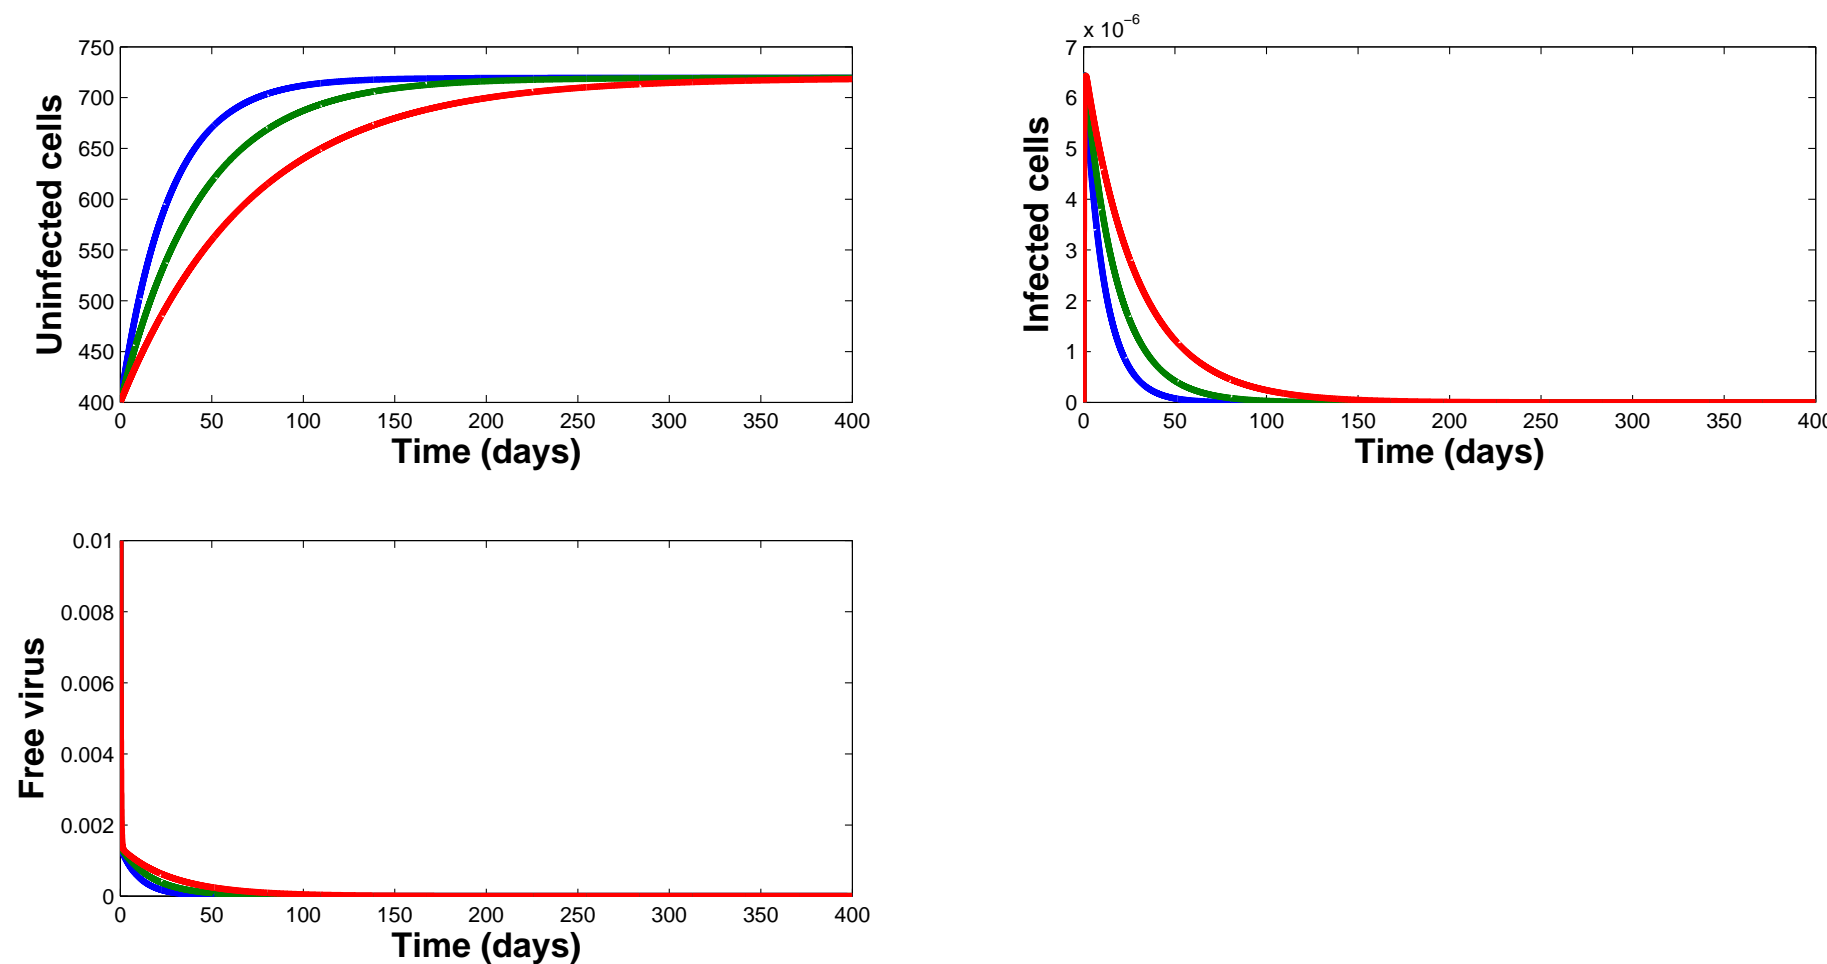 750
700
650
600
550
500
450
400
Uninfected cells
0 50 100 150 200 250 300 350 400
Time (days)
x 10⁻⁶
7
6
5
4
3
2
1
0
Infected cells
0 50 100 150 200 250 300 350 400
Time (days)
0.01
0.008
0.006
0.004
0.002
0
Free virus
0 50 100 150 200 250 300 350 400
Time (days)